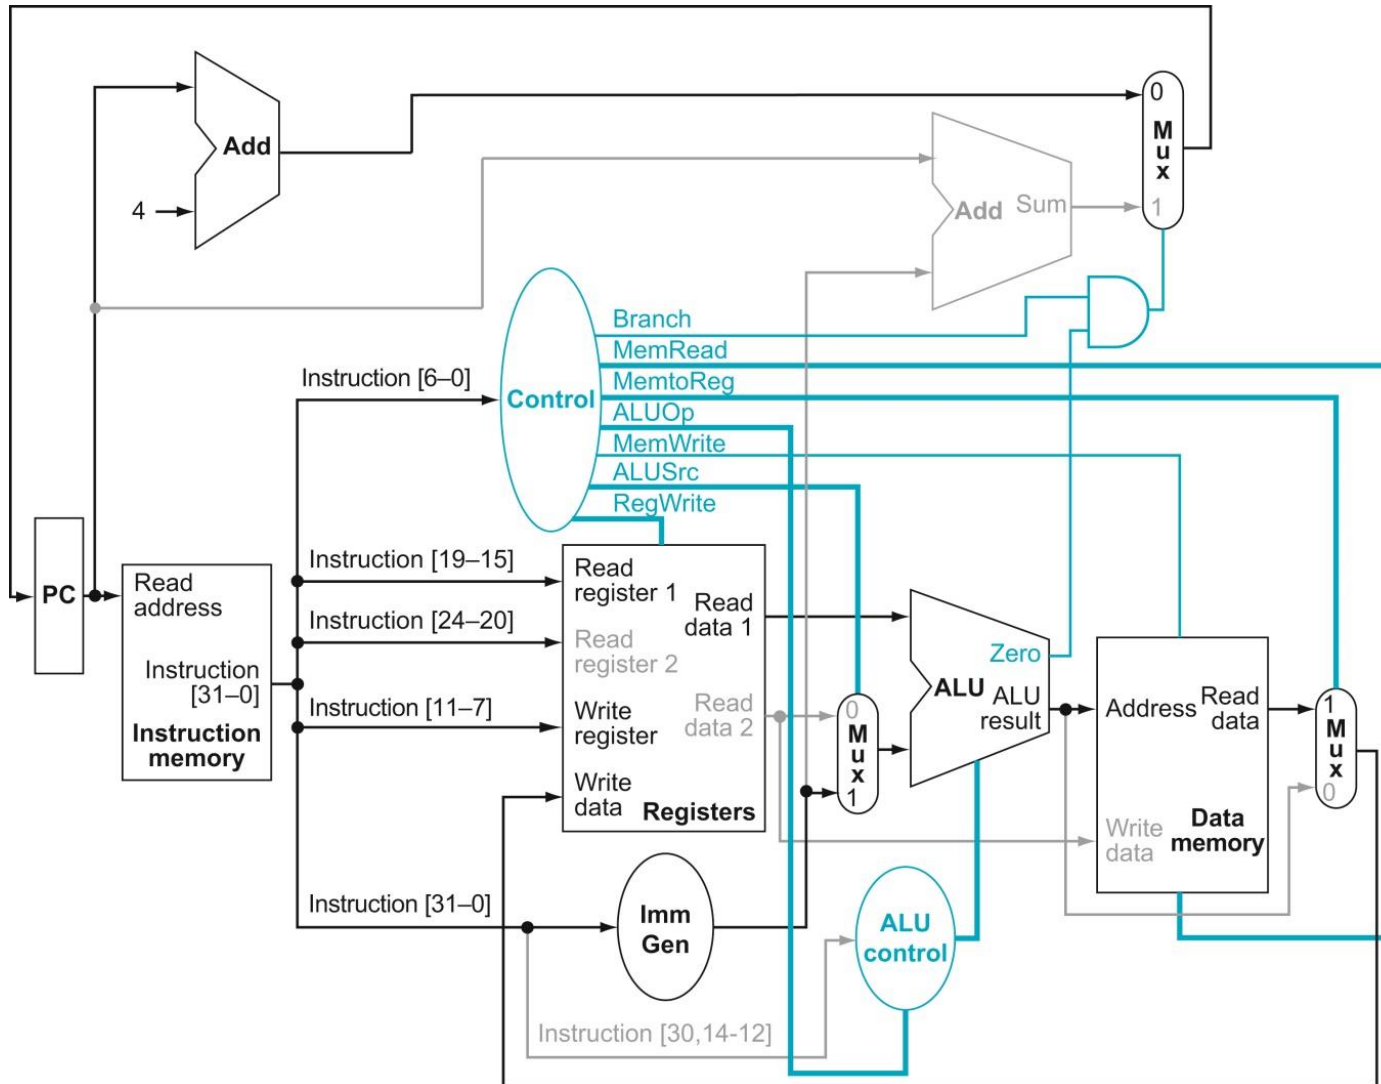 Add
4
0
Mux
1
Add
Sum
Branch
MemRead
MemtoReg
ALUOp
MemWrite
ALUSrc
RegWrite
Control
Instruction [6–0]
Instruction [19–15]
Instruction [24–20]
Instruction [11–7]
Instruction [31–0]
PC
Read
address
Instruction
[31–0]
Instruction
memory
Read
register 1
Read
register 2
Write
register
Write
data
Read
data 1
Read
data 2
Registers
0
Mux
1
Zero
ALU
ALU
result
Address
Read
data
Write
data
Data
memory
1
Mux
0
Imm
Gen
ALU
control
Instruction [30,14-12]